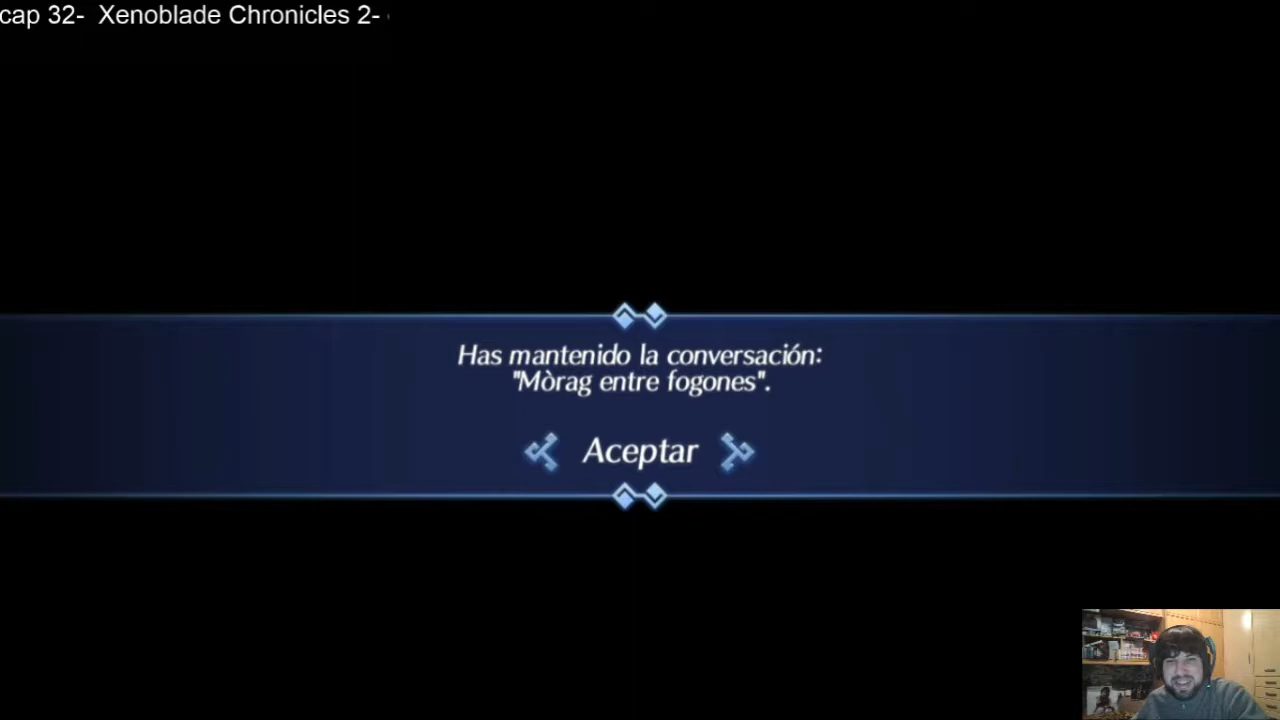 cap 32- Xenoblade Chronicles 2-
Has mantenido la conversación:
"Mòrag entre fogones".
Aceptar